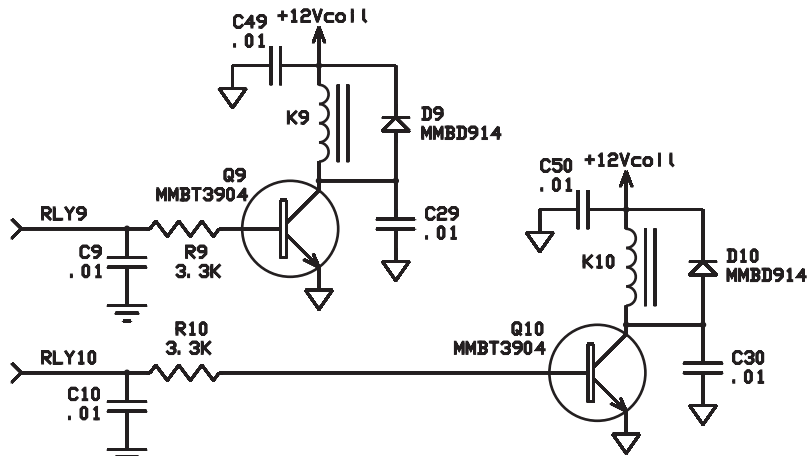 C49
.01
+12Vcoil
K9
D9
MMBD914
Q9
MMBT3904
C50
.01
+12Vcoil
RLY9
C29
.01
C9
.01
R9
3.3K
K10
D10
MMBD914
R10
3.3K
Q10
MMBT3904
RLY10
C30
.01
C10
.01